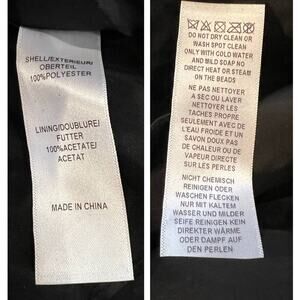 SHELL/EXTERIEUR/
OBERTEIL
100%POLYESTER
LINING/DOUBLURE/
FUTTER
100%ACETATE/
ACETAT
MADE IN CHINA
DO NOT DRY CLEAN OR
WASH SPOT CLEAN
ONLY WITH COLD WATER
AND MILD SOAP NO
DIRECT HEAT OR STEAM
ON THE BEADS
NE PAS NETTOYER
A SEC OU LAVER
NETTOYER LES
TACHES PROPRE
SEULEMENT AVEC DE
L'EAU FROIDE ET UN
SAVON DOUX PAS
DE CHALEUR OU DE
VAPEUR DIRECTE
SUR LES PERLES
NICHT CHEMISCH
REINIGEN ODER
WASCHEN FLECKEN
NUR MIT KALTEM
WASSER UND MILDER
SEIFE REINIGEN KEIN
DIREKTER WÄRME
ODER DAMPF AUF
DEN PERLEN